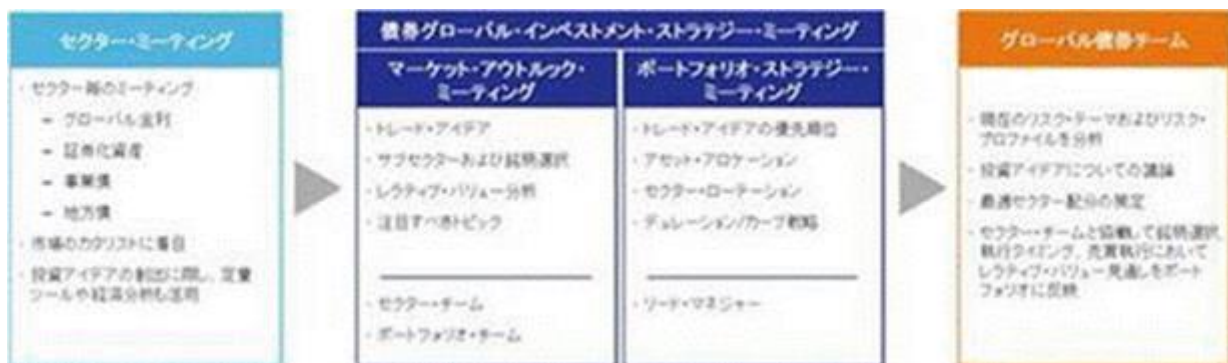 セクター・ミーティング
・セクター毎のミーティング
− グローバル金利
− 証券化資産
− 事業債
− 地方債
・市場のカタリストに着目
・投資アイデアの創出に際し、定量
ツールや経済分析も活用
債券グローバル・インベストメント・ストラテジー・ミーティング
マーケット・アウトルック・
ミーティング
・トレード・アイデア
・サブセクターおよび銘柄選択
・レラティブ・バリュー分析
・注目すべきトピック
・セクター・チーム
・ポートフォリオ・チーム
ポートフォリオ・ストラテジー・
ミーティング
・トレード・アイデアの優先順位
・アセット・アロケーション
・セクター・ローテーション
・デュレーション/カーブ戦略
・リード・マネジャー
グローバル債券チーム
・現在のリスク・テーマおよびリスク・
プロファイルを分析
・投資アイデアについての議論
・最適セクター配分の策定
・セクター・チームと協働して銘柄選択、
執行タイミング、売買執行において
レラティブ・バリュー見通しをポート
フォリオに反映